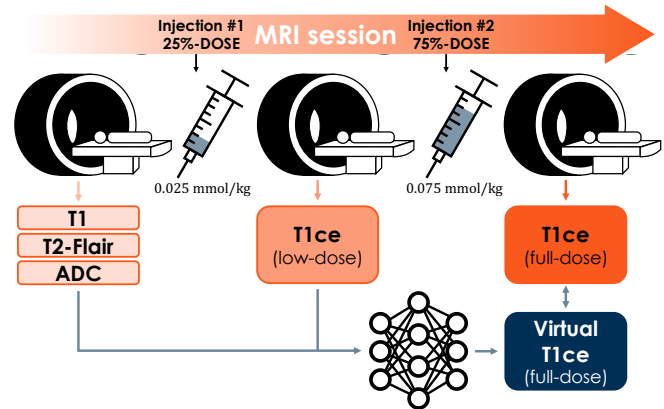 Injection #1
25%-DOSE
MRI session
Injection #2
75%-DOSE
0.025 mmol/kg
0.075 mmol/kg
T1
T2-Flair
ADC
T1ce
(low-dose)
T1ce
(full-dose)
Virtual
T1ce
(full-dose)